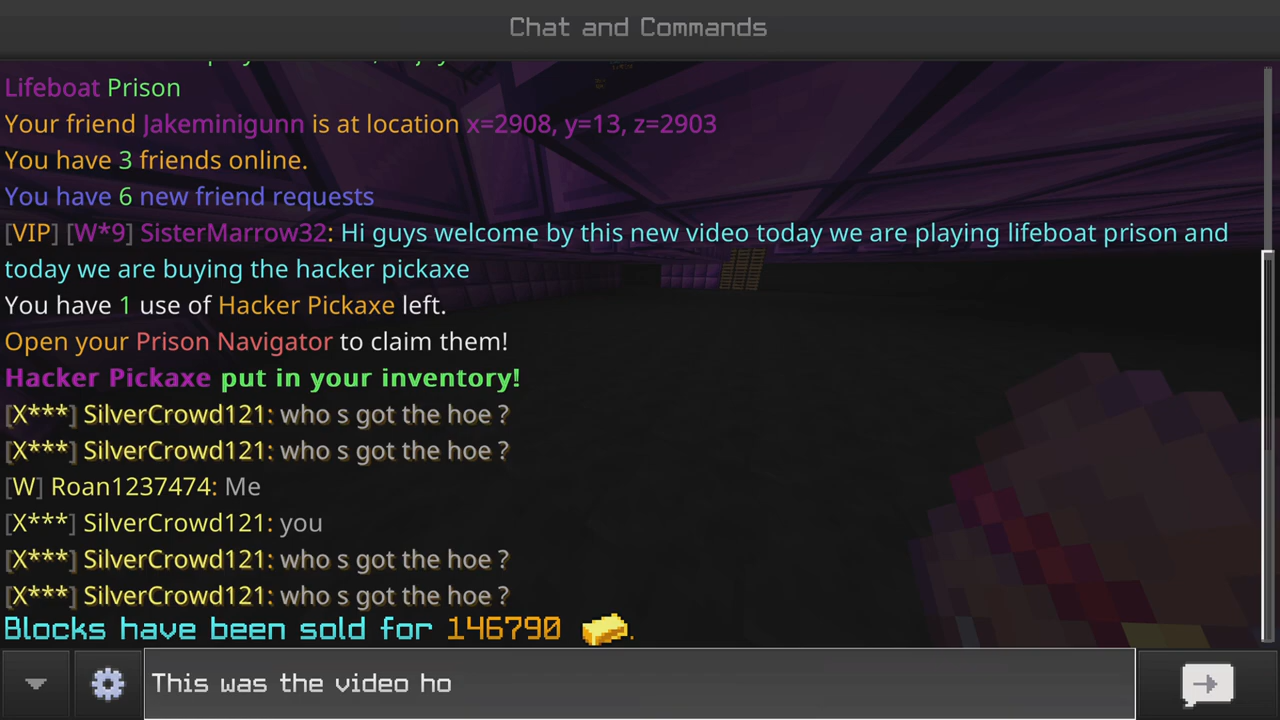 Chat and Commands
Lifeboat Prison
Your friend Jakeminigunn is at location x=2908, y=13, z=2903
You have 3 friends online.
You have 6 new friend requests
[VIP] [W*9] SisterMarrow32: Hi guys welcome by this new video today we are playing lifeboat prison and
today we are buying the hacker pickaxe
You have 1 use of Hacker Pickaxe left.
Open your Prison Navigator to claim them!
Hacker Pickaxe put in your inventory!
[X***] SilverCrowd121: who s got the hoe ?
[X***] SilverCrowd121: who s got the hoe ?
[W] Roan1237474: Me
[X***] SilverCrowd121: you
[X***] SilverCrowd121: who s got the hoe ?
[X***] SilverCrowd121: who s got the hoe ?
Blocks have been sold for 146790 .
This was the video ho